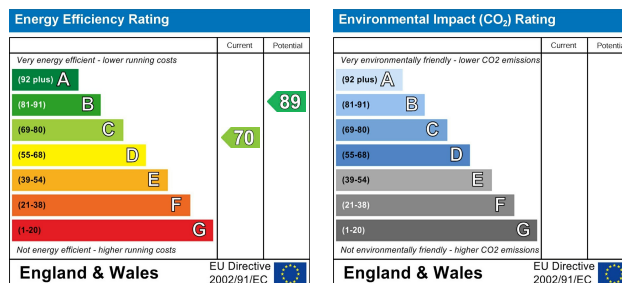 Energy Efficiency Rating
Current Potential
Very energy efficient - lower running costs
(92 plus) A
(81-91) B
89
(69-80) C
70
(55-68) D
(39-54) E
(21-38) F
(1-20) G
Not energy efficient - higher running costs
England & Wales
EU Directive
2002/91/EC
Environmental Impact (CO2) Rating
Current Potentia
Very environmentally friendly - lower CO2 emissions
(92 plus) A
(81-91) B
(69-80) C
(55-68) D
(39-54) E
(21-38) F
(1-20) G
Not environmentally friendly - higher CO2 emissions
England & Wales
EU Directive
2002/91/EC